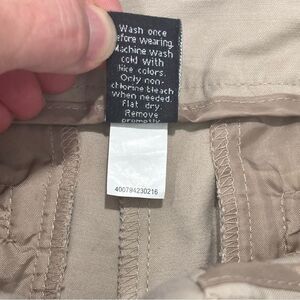 Wash once
before wearing.
Machine wash
cold with
like colors.
Only non-
chlorine bleach
when needed.
Flat dry.
Remove
promptly
400794230216